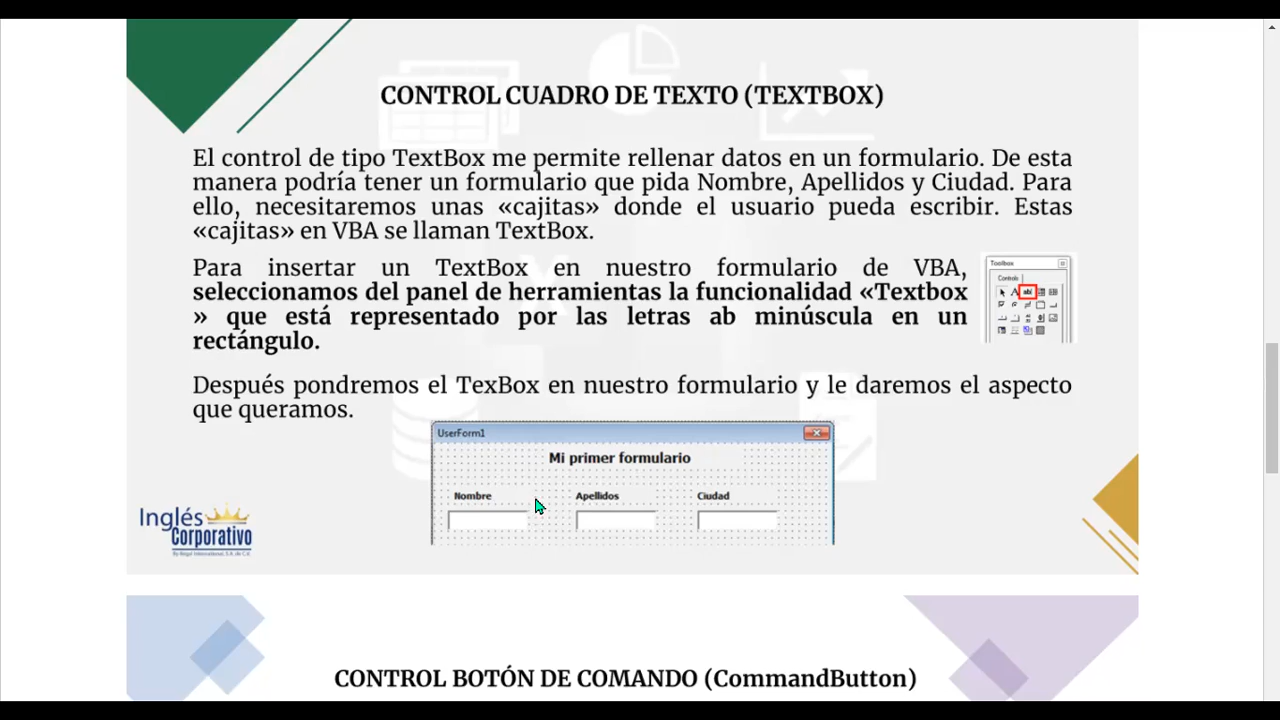 CONTROL CUADRO DE TEXTO (TEXTBOX)
El control de tipo TextBox me permite rellenar datos en un formulario. De esta
manera podría tener un formulario que pida Nombre, Apellidos y Ciudad. Para
ello, necesitaremos unas «cajitas» donde el usuario pueda escribir. Estas
«cajitas» en VBA se llaman TextBox.
Para insertar un TextBox en nuestro formulario de VBA,
seleccionamos del panel de herramientas la funcionalidad «Textbox
» que está representado por las letras ab minúscula en un
rectángulo.
Toolbox
Controls
A ab|
Después pondremos el TexBox en nuestro formulario y le daremos el aspecto
que queramos.
UserForm1
Mi primer formulario
Nombre Apellidos Ciudad
Inglés
Corporativo
By Regal International, S.A. de C.V.
CONTROL BOTÓN DE COMANDO (CommandButton)